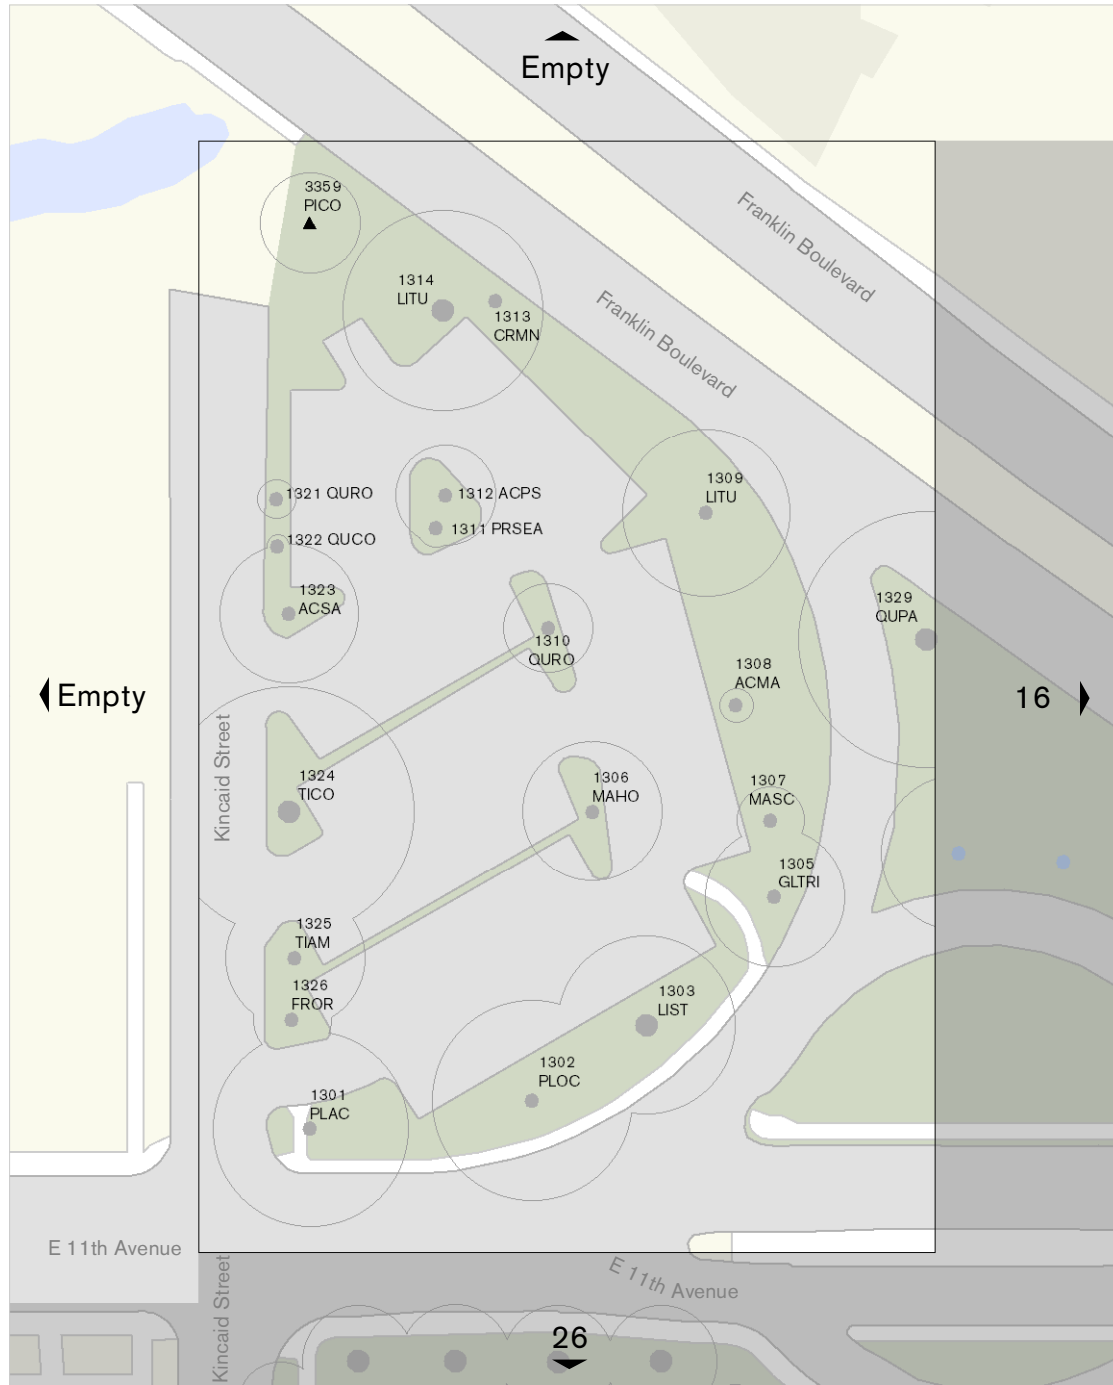 Empty
Franklin Boulevard
3359
PICO
1314
LITU
1313
CRMN
Franklin Boulevard
1309
LITU
1321 QURO
1312 ACPS
1311 PRSEA
1322 QUCO
1323
ACSA
1329
QUPA
1310
QURO
1308
ACMA
Empty
16
Kincaid Street
1324
TICO
1306
MAHO
1307
MASC
1305
GLTRI
1325
TIAM
1326
FROR
1303
LIST
1302
PLOC
1301
PLAC
E 11th Avenue
Kincaid Street
E 11th Avenue
26